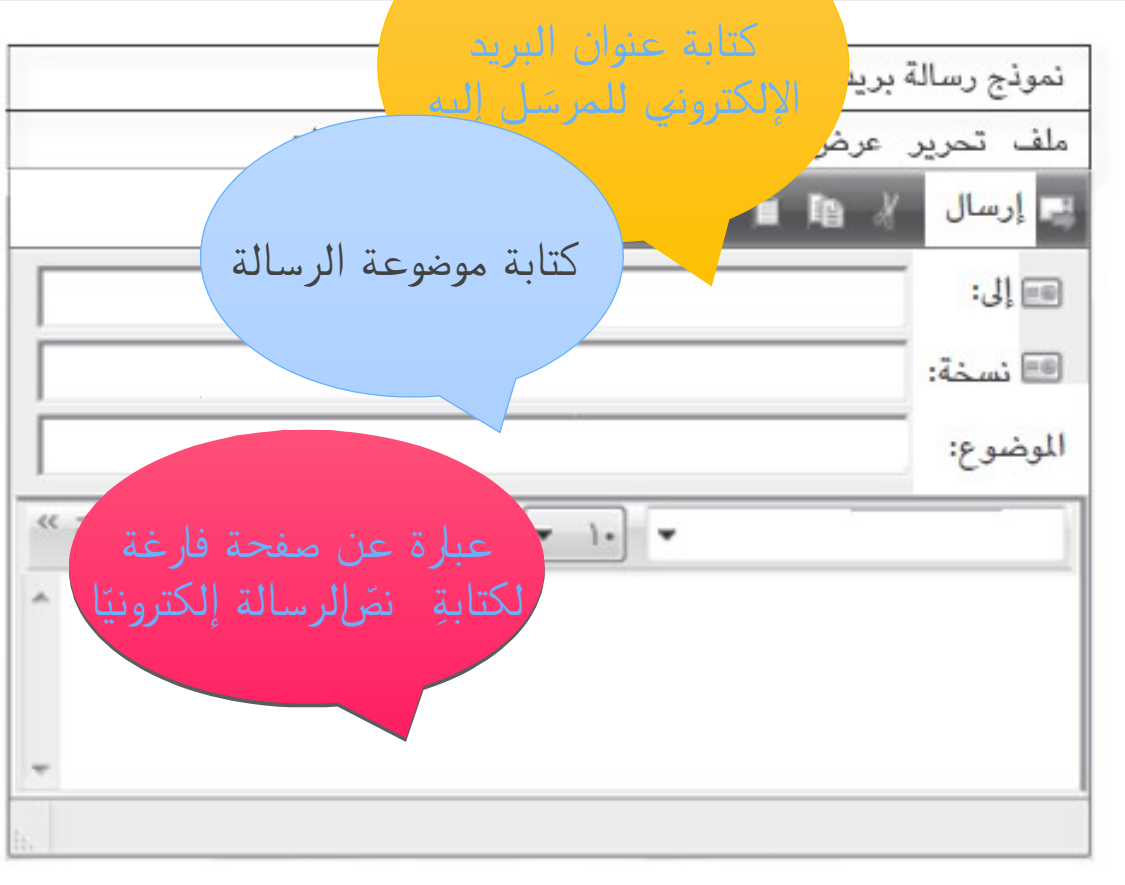 كتابة عنوان البريد
الإلكتروني للمرسَل إليه
نموذج رسالة بريد
ملف تحرير عرض
إرسال
كتابة موضوعة الرسالة
إلى:
نسخة:
الموضوع:
١٠
عبارة عن صفحة فارغة
لكتابةِ نصّالرسالة إلكترونيّا